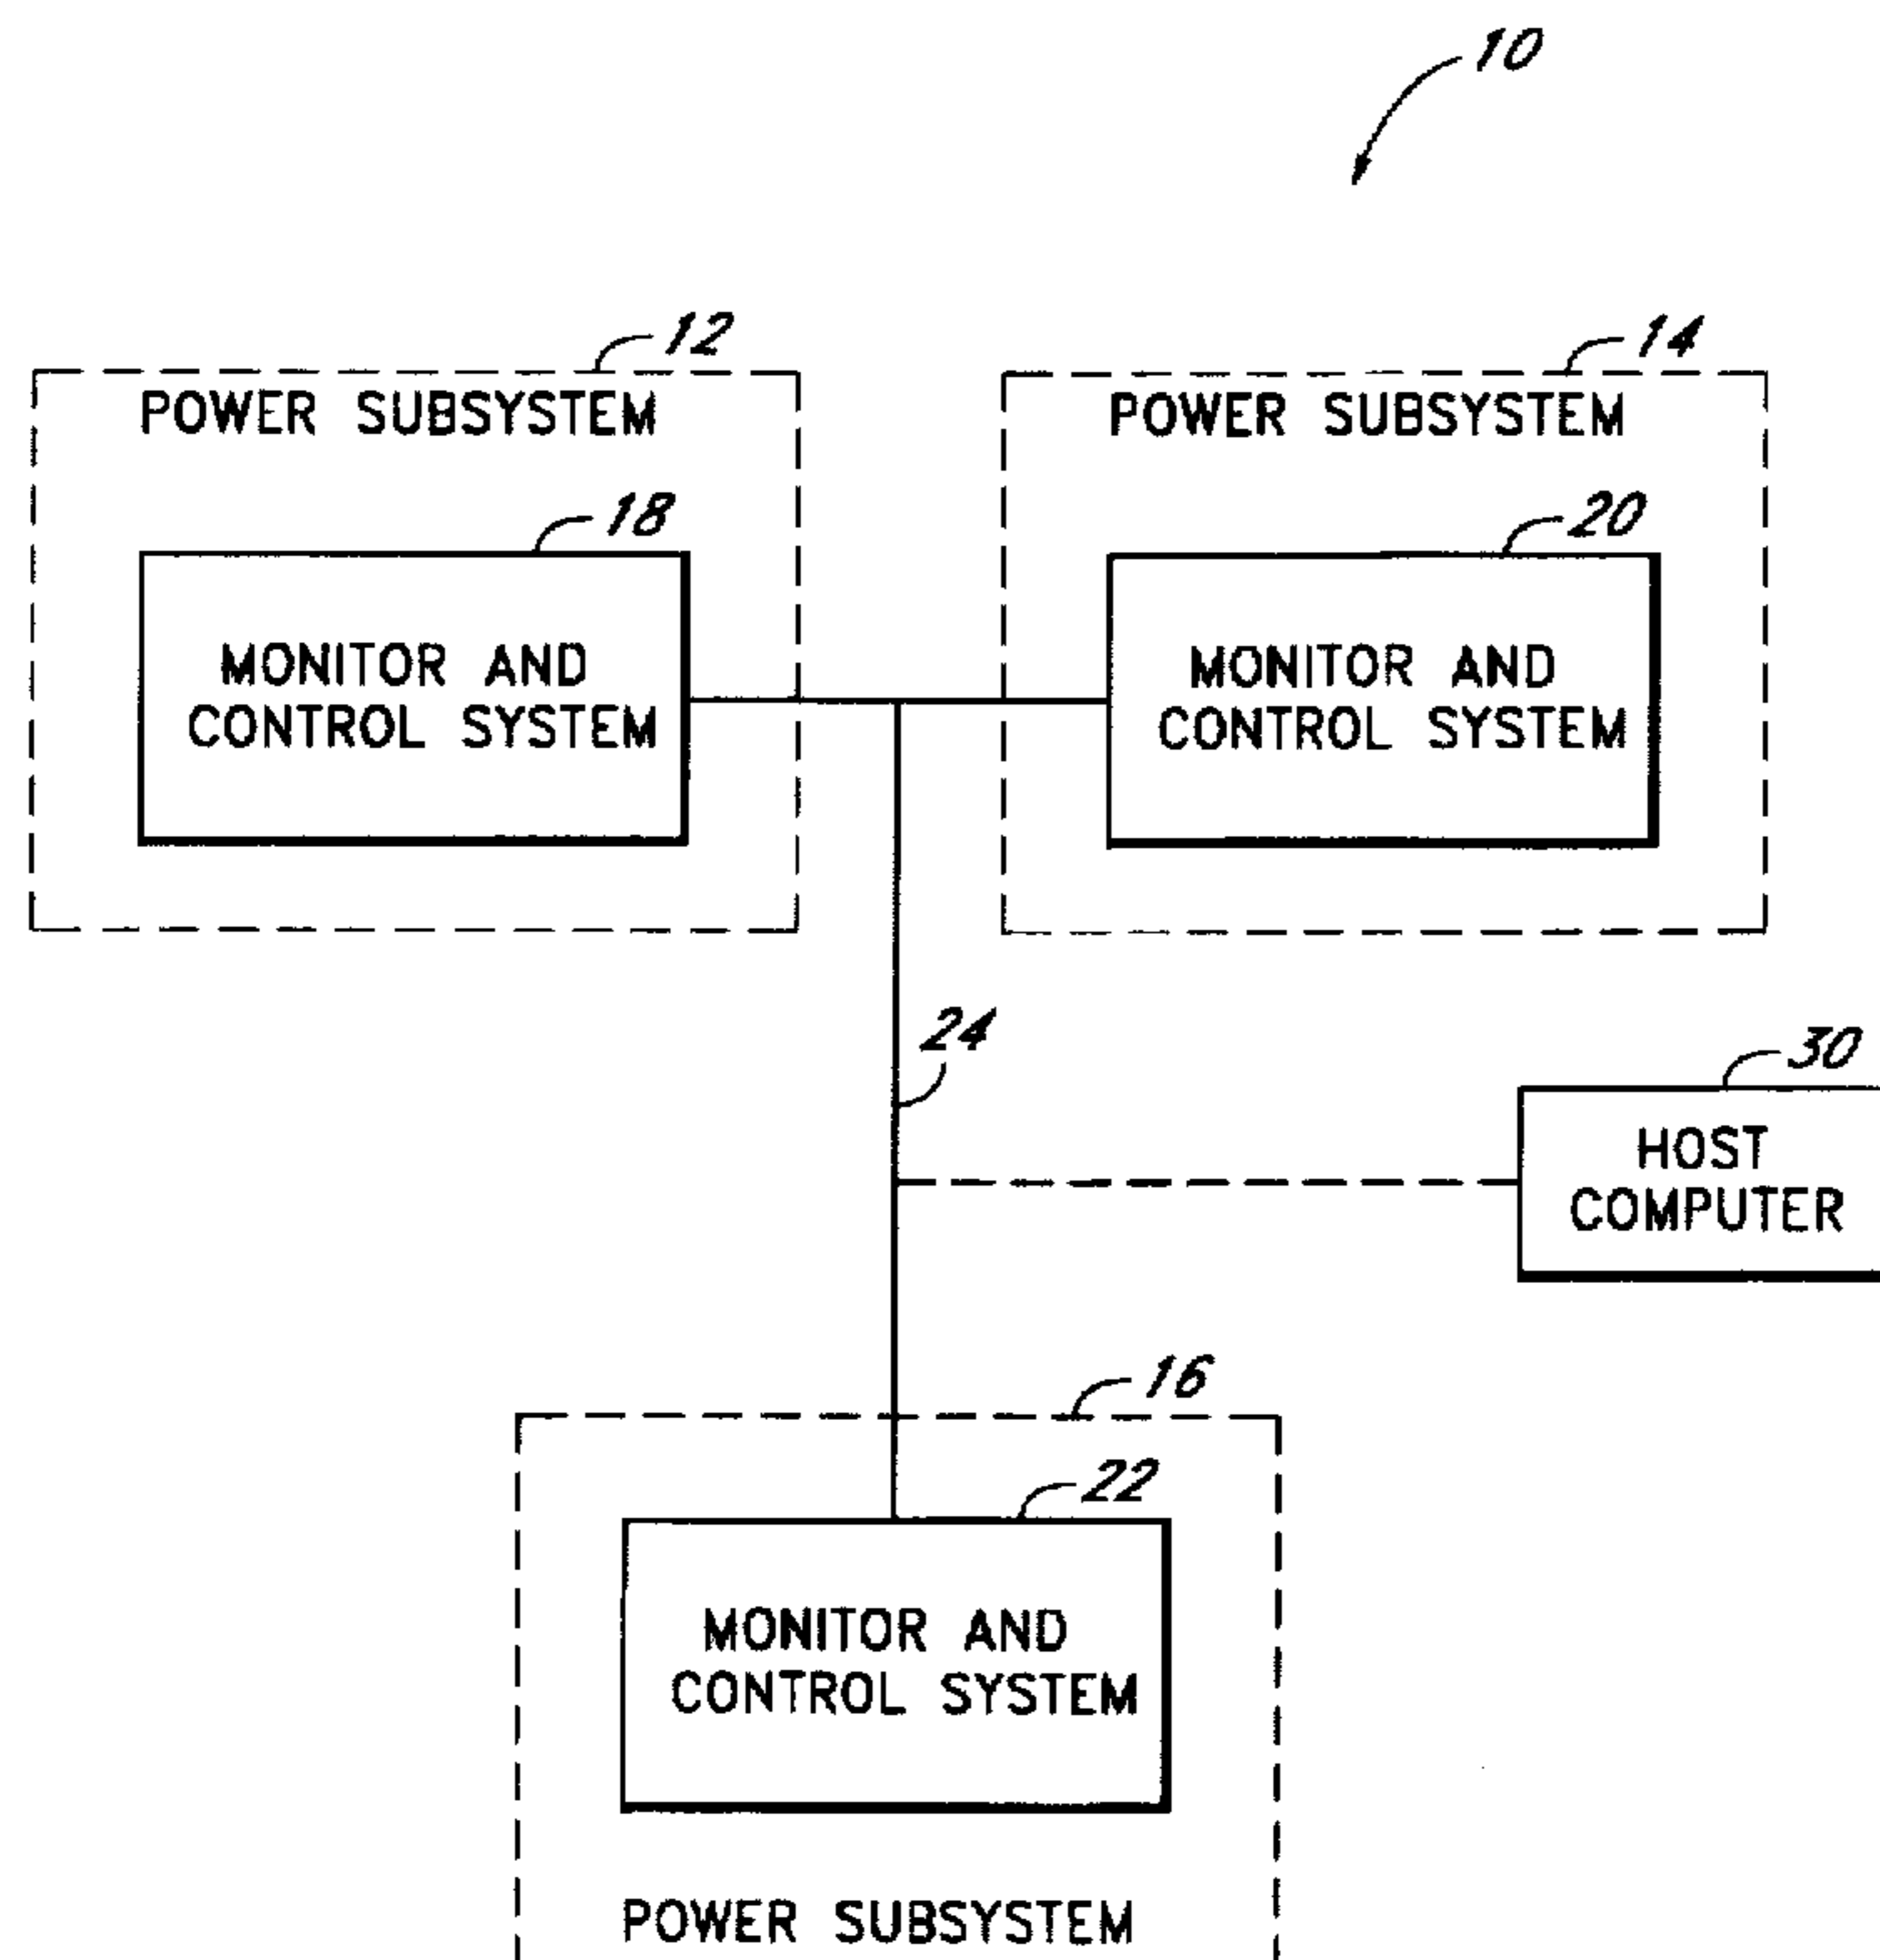 10
12
14
POWER SUBSYSTEM
POWER SUBSYSTEM
18
20
MONITOR AND
CONTROL SYSTEM
MONITOR AND
CONTROL SYSTEM
24
30
HOST
COMPUTER
16
22
MONITOR AND
CONTROL SYSTEM
POWER SUBSYSTEM